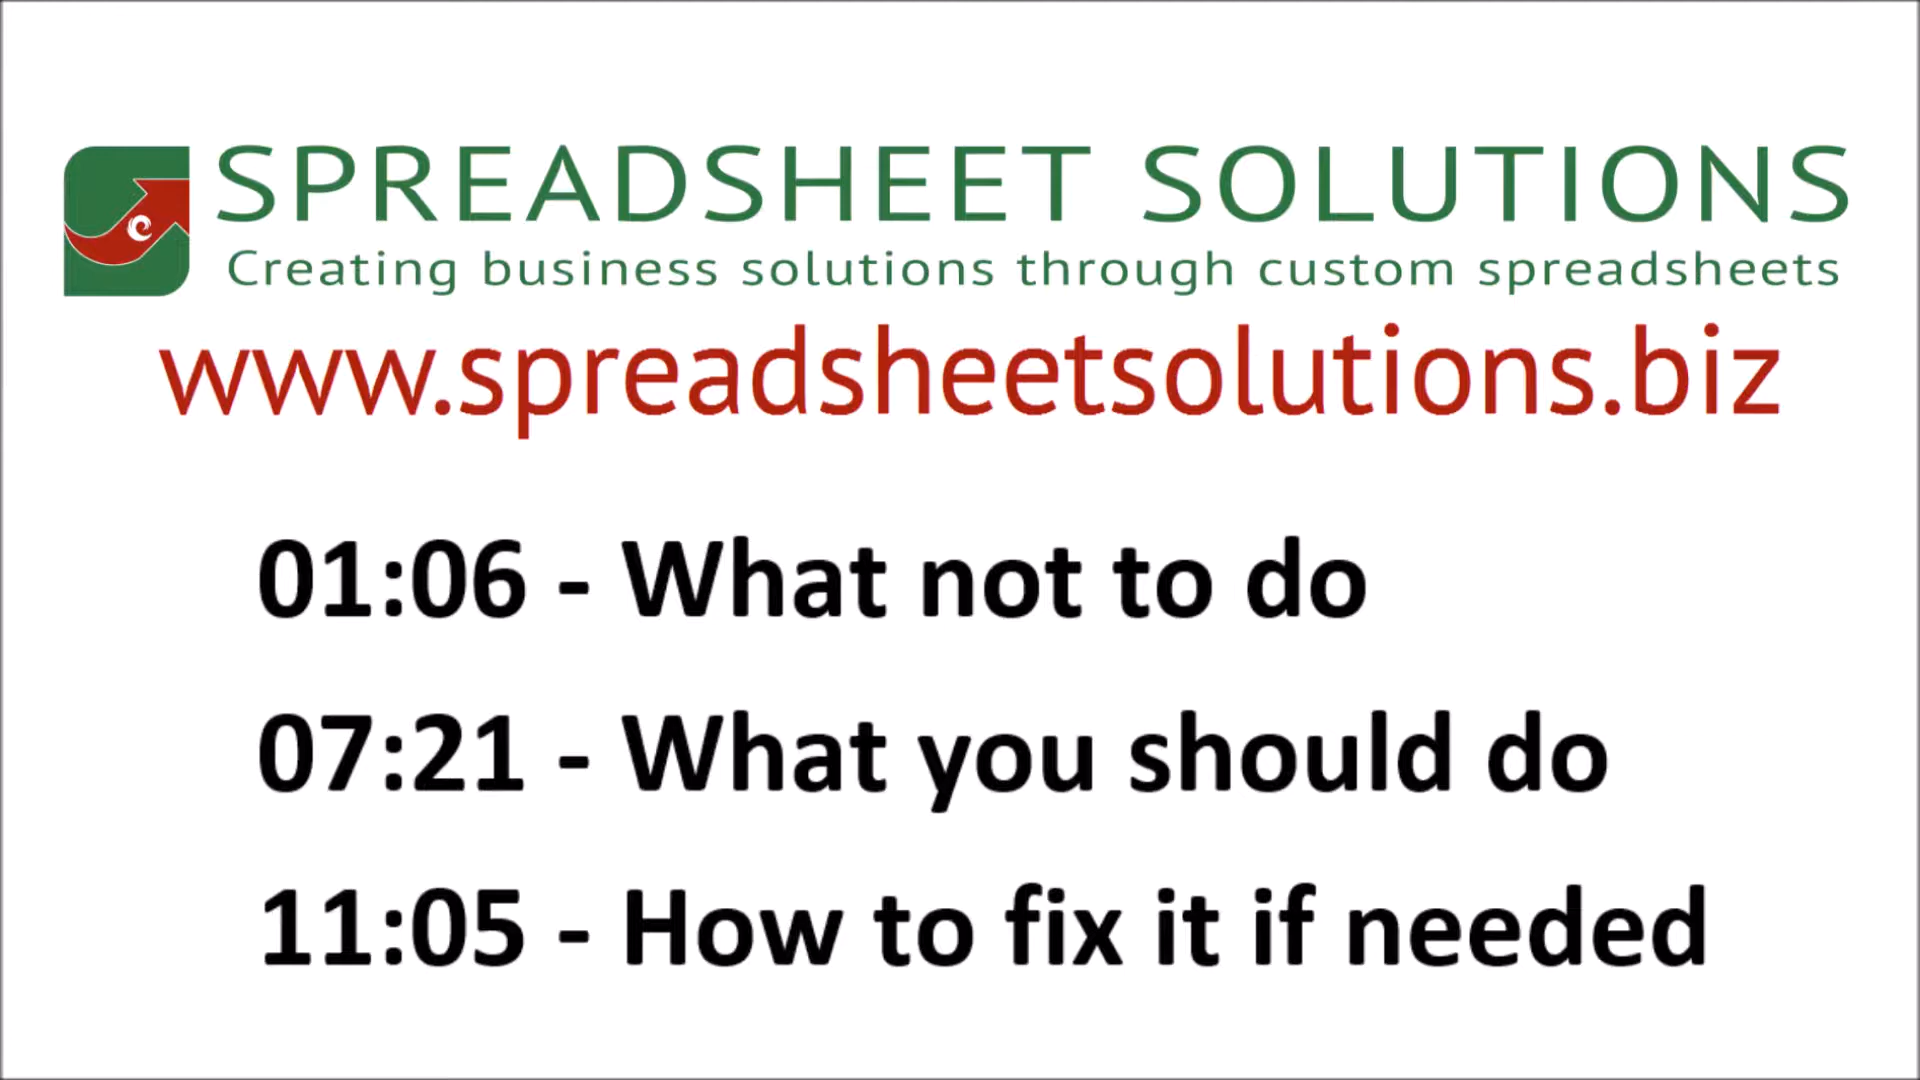 SPREADSHEET SOLUTIONS
Creating business solutions through custom spreadsheets
www.spreadsheetsolutions.biz
01:06 - What not to do
07:21 - What you should do
11:05 - How to fix it if needed